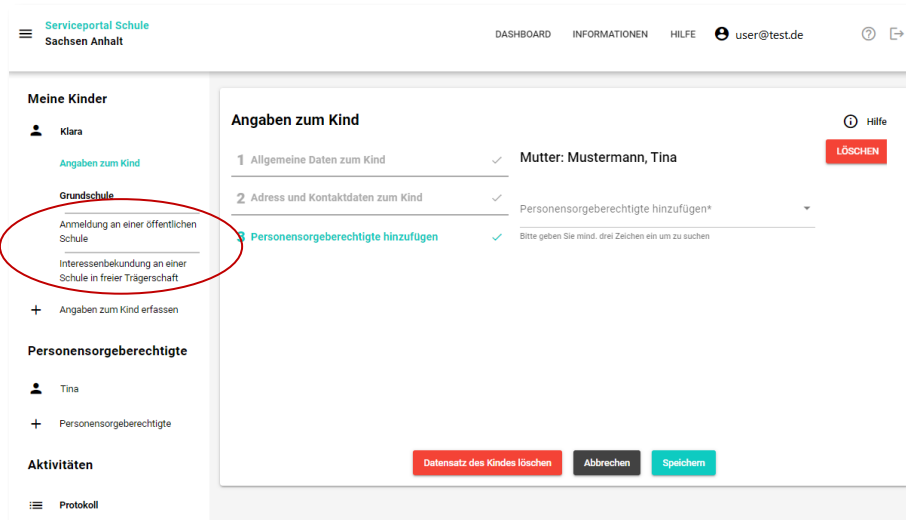 Serviceportal Schule
Sachsen Anhalt
DASHBOARD INFORMATIONEN HILFE user@test.de
Meine Kinder
Klara
Angaben zum Kind
Grundschule
Anmeldung an einer öffentlichen
Schule
Interessenbekundung an einer
Schule in freier Trägerschaft
Angaben zum Kind erfassen
Personensorgeberechtigte
Tina
Personensorgeberechtigte
Aktivitäten
Protokoll
Angaben zum Kind
Hilfe
1 Allgemeine Daten zum Kind
2 Adress und Kontaktdaten zum Kind
3 Personensorgeberechtigte hinzufügen
Mutter: Mustermann, Tina
LÖSCHEN
Personensorgeberechtigte hinzufügen*
Bitte geben Sie mind. drei Zeichen ein um zu suchen
Datensatz des Kindes löschen Abbrechen Speichern